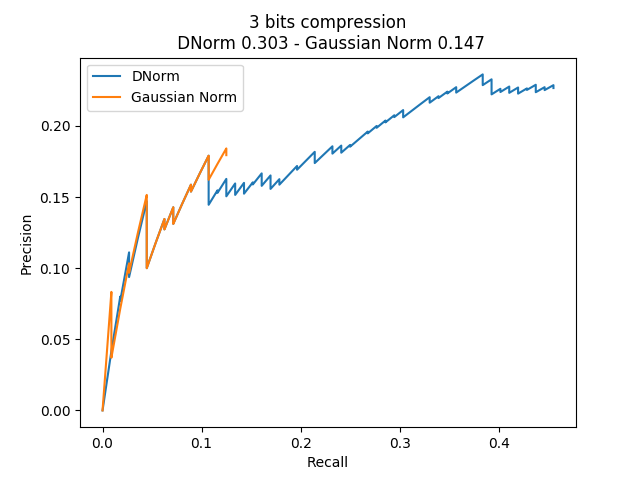 3 bits compression
DNorm 0.303 - Gaussian Norm 0.147
DNorm
Gaussian Norm
0.20
0.15
0.10
0.05
0.00
Precision
0.0 0.1 0.2 0.3 0.4
Recall